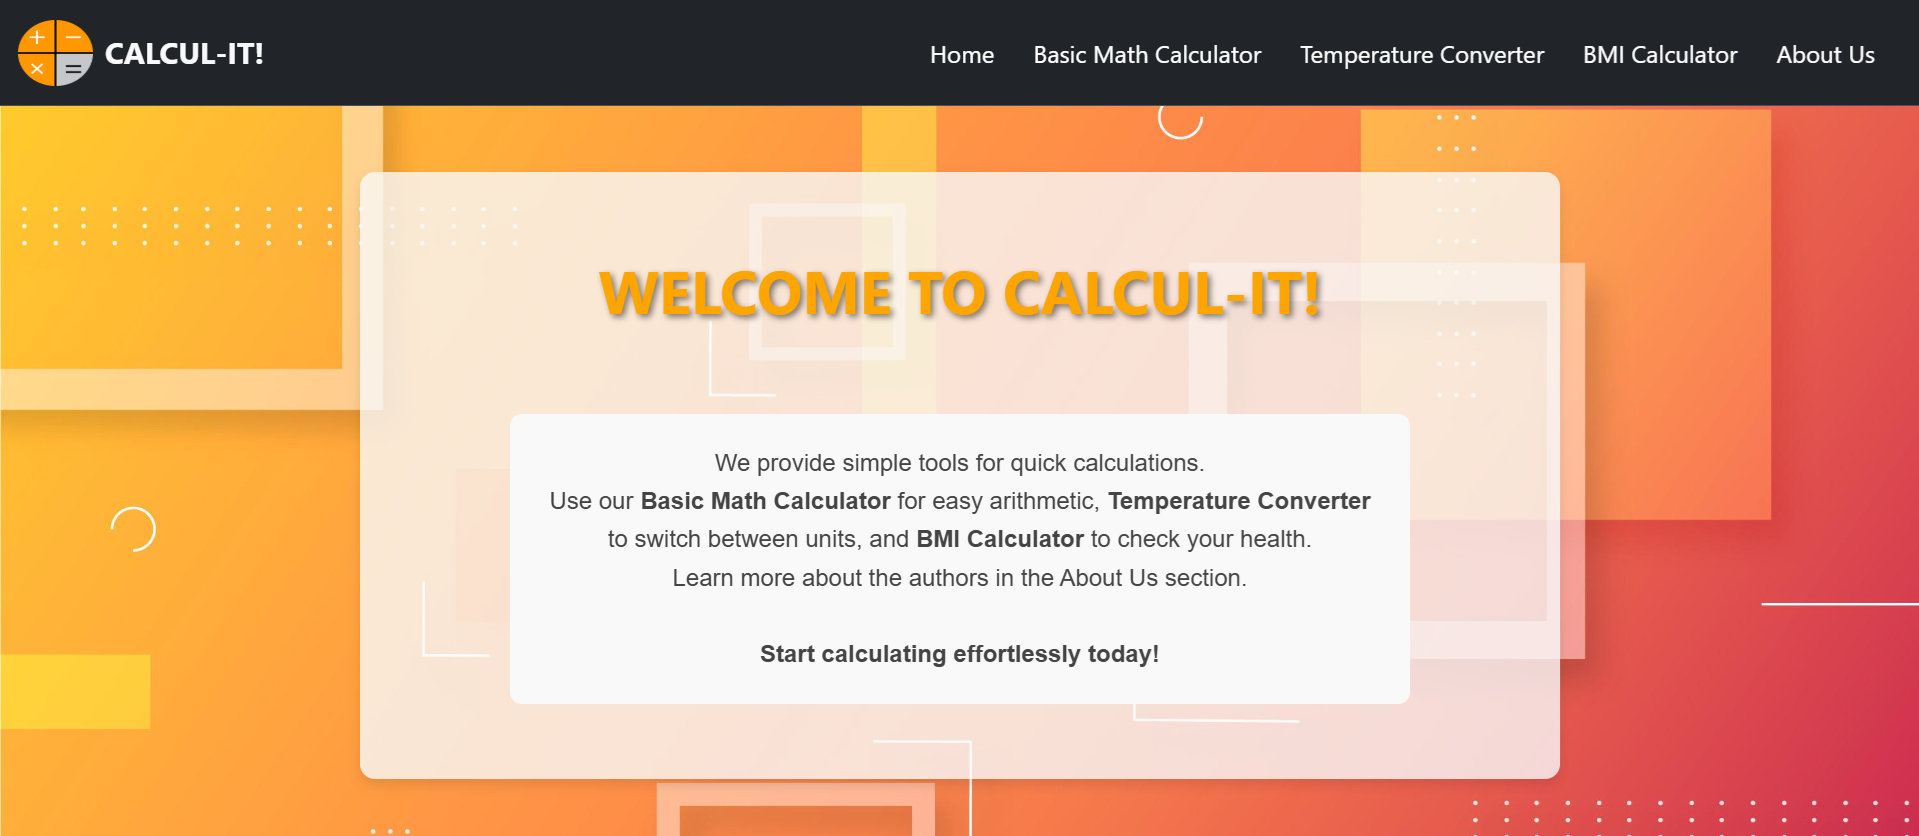 CALCUL-IT!
Home Basic Math Calculator Temperature Converter BMI Calculator About Us
WELCOME TO CALCUL-IT!
We provide simple tools for quick calculations.
Use our Basic Math Calculator for easy arithmetic, Temperature Converter
to switch between units, and BMI Calculator to check your health.
Learn more about the authors in the About Us section.
Start calculating effortlessly today!